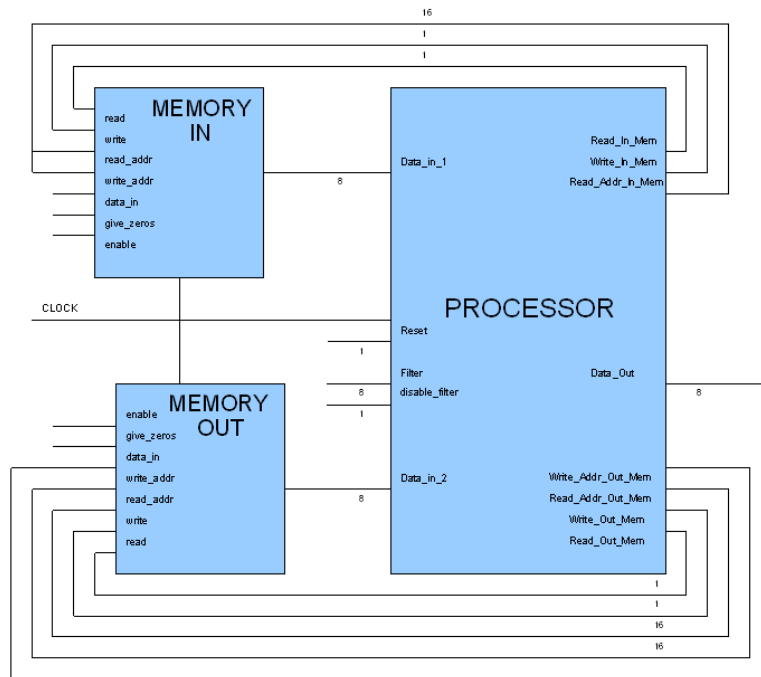 16
1
1
MEMORY
IN
read
write
read_addr
write_addr
data_in
give_zeros
enable
8
Data_in_1
Read_In_Mem
Write_In_Mem
Read_Addr_In_Mem
CLOCK
PROCESSOR
Reset
1
Filter
8
disable_filter
1
Data_Out
8
MEMORY
OUT
enable
give_zeros
data_in
write_addr
read_addr
write
read
8
Data_in_2
Write_Addr_Out_Mem
Read_Addr_Out_Mem
Write_Out_Mem
Read_Out_Mem
1
1
16
16